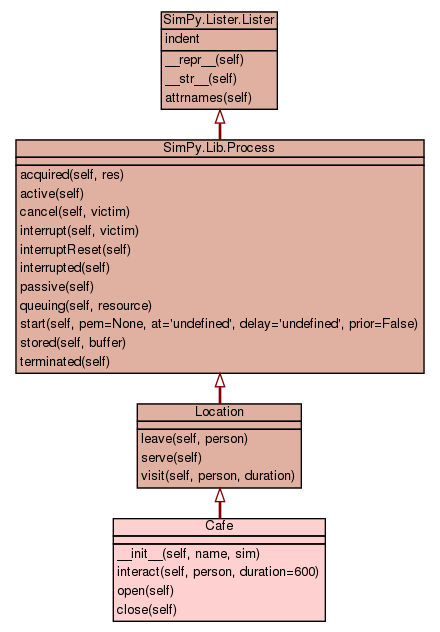 SimPy.Lister.Lister
indent
__repr__(self)
__str__(self)
attrnames(self)
SimPy.Lib.Process
acquired(self, res)
active(self)
cancel(self, victim)
interrupt(self, victim)
interruptReset(self)
interrupted(self)
passive(self)
queuing(self, resource)
start(self, pem=None, at='undefined', delay='undefined', prior=False)
stored(self, buffer)
terminated(self)
Location
leave(self, person)
serve(self)
visit(self, person, duration)
Cafe
__init__(self, name, sim)
interact(self, person, duration=600)
open(self)
close(self)